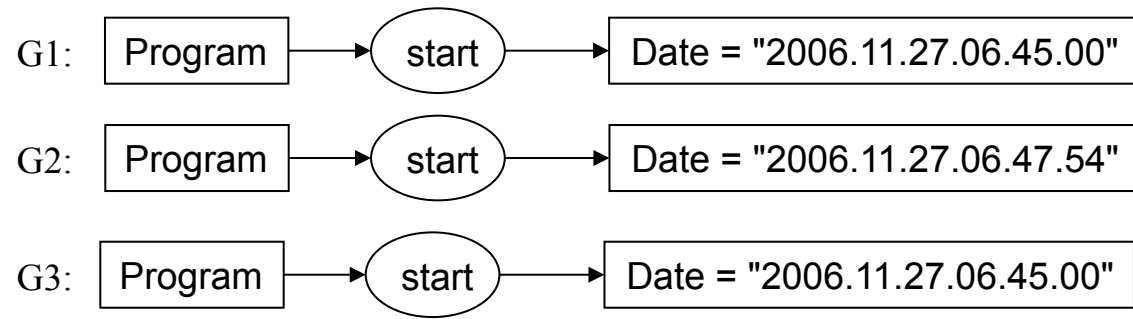 G1: Program start Date = "2006.11.27.06.45.00"
G2: Program start Date = "2006.11.27.06.47.54"
G3: Program start Date = "2006.11.27.06.45.00"